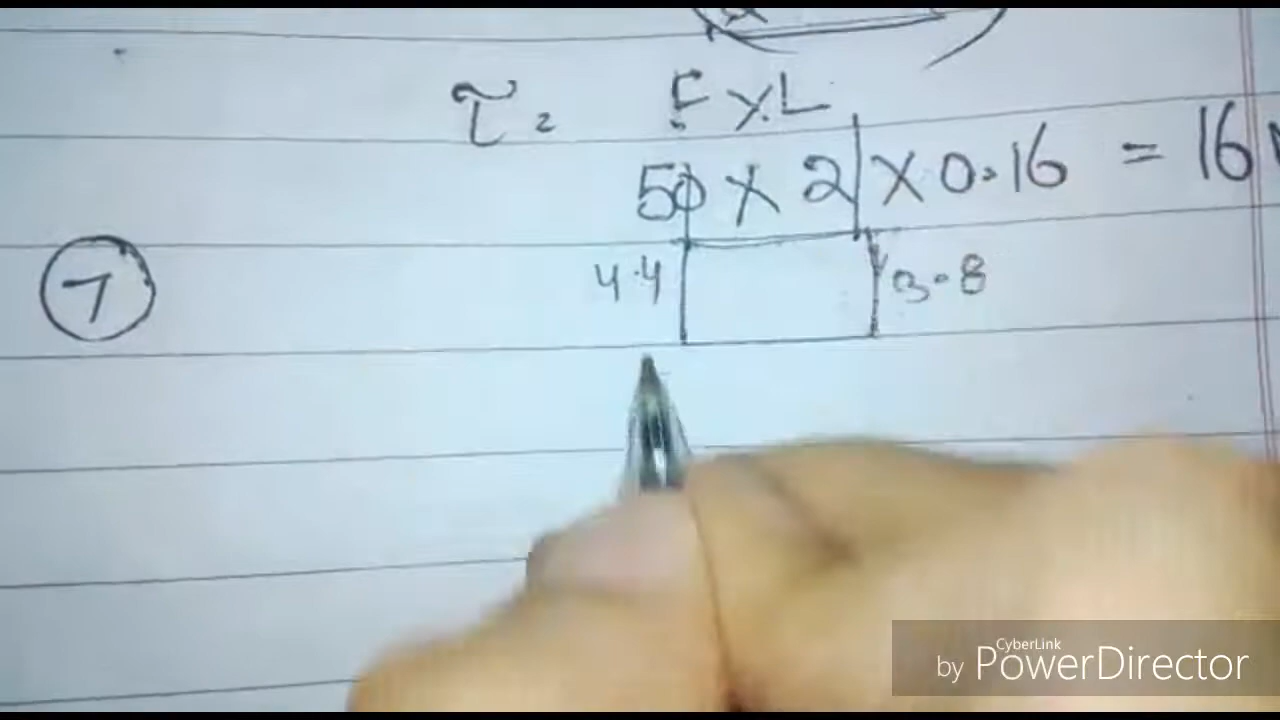 τ = F x L
50 x 2 x 0.16 = 16
7
4.4 3.8
CyberLink
by PowerDirector